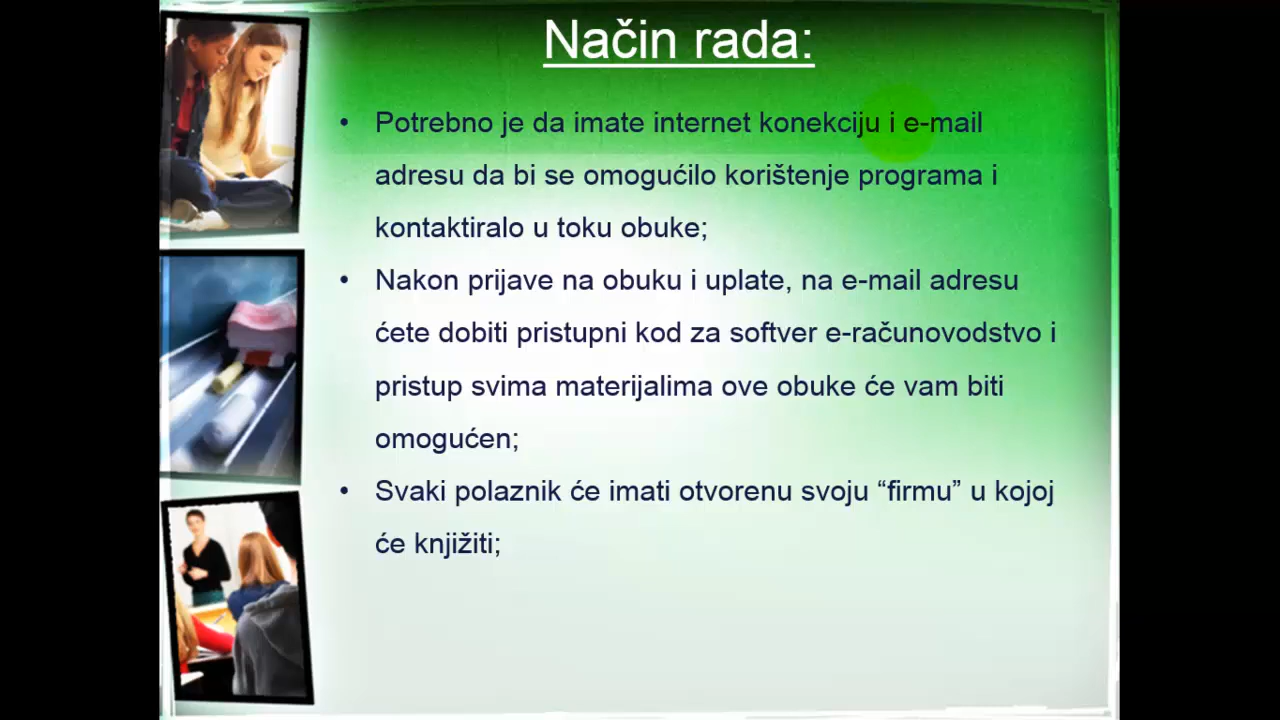 Način rada:
• Potrebno je da imate internet konekciju i e-mail
adresu da bi se omogućilo korištenje programa i
kontaktiralo u toku obuke;
• Nakon prijave na obuku i uplate, na e-mail adresu
ćete dobiti pristupni kod za softver e-računovodstvo i
pristup svima materijalima ove obuke će vam biti
omogućen;
• Svaki polaznik će imati otvorenu svoju “firmu” u kojoj
će knjižiti;